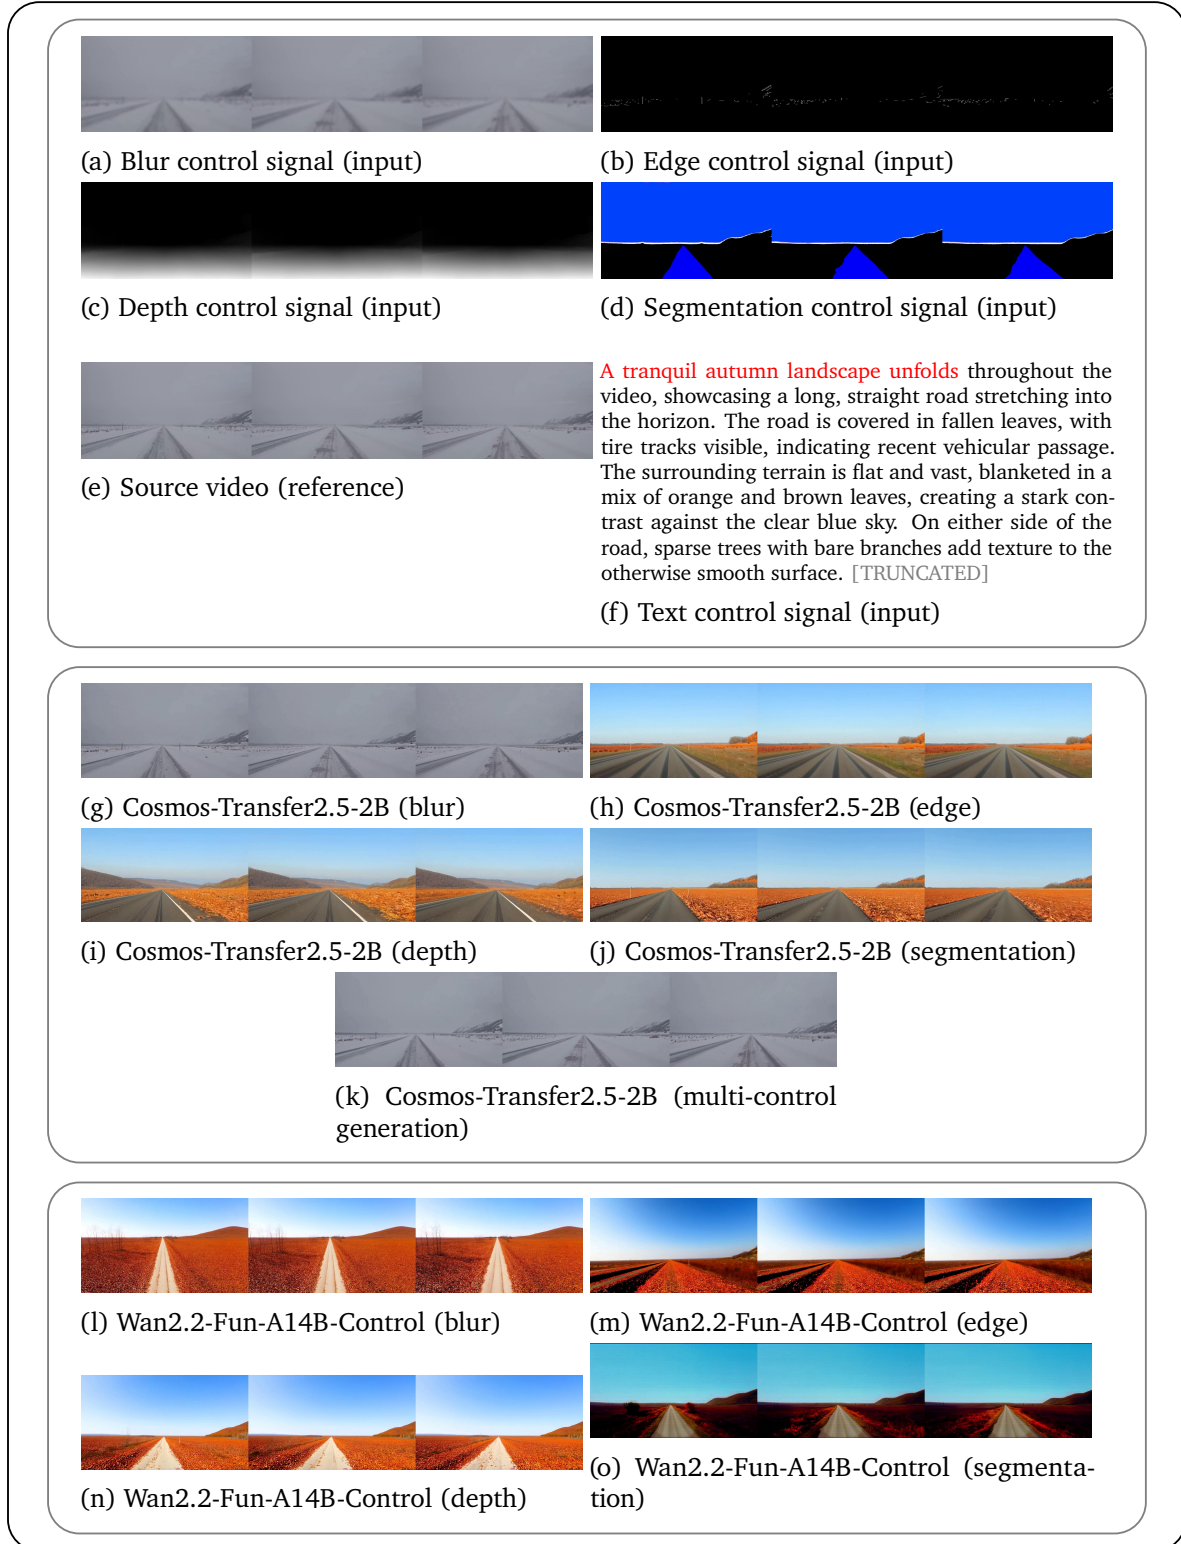 (a) Blur control signal (input)
(b) Edge control signal (input)
(c) Depth control signal (input)
(d) Segmentation control signal (input)
(e) Source video (reference)
A tranquil autumn landscape unfolds throughout the
video, showcasing a long, straight road stretching into
the horizon. The road is covered in fallen leaves, with
tire tracks visible, indicating recent vehicular passage.
The surrounding terrain is flat and vast, blanketed in a
mix of orange and brown leaves, creating a stark con-
trast against the clear blue sky. On either side of the
road, sparse trees with bare branches add texture to the
otherwise smooth surface. [TRUNCATED]
(f) Text control signal (input)
(g) Cosmos-Transfer2.5-2B (blur)
(h) Cosmos-Transfer2.5-2B (edge)
(i) Cosmos-Transfer2.5-2B (depth)
(j) Cosmos-Transfer2.5-2B (segmentation)
(k) Cosmos-Transfer2.5-2B (multi-control
generation)
(l) Wan2.2-Fun-A14B-Control (blur)
(m) Wan2.2-Fun-A14B-Control (edge)
(n) Wan2.2-Fun-A14B-Control (depth)
(o) Wan2.2-Fun-A14B-Control (segmenta-
tion)